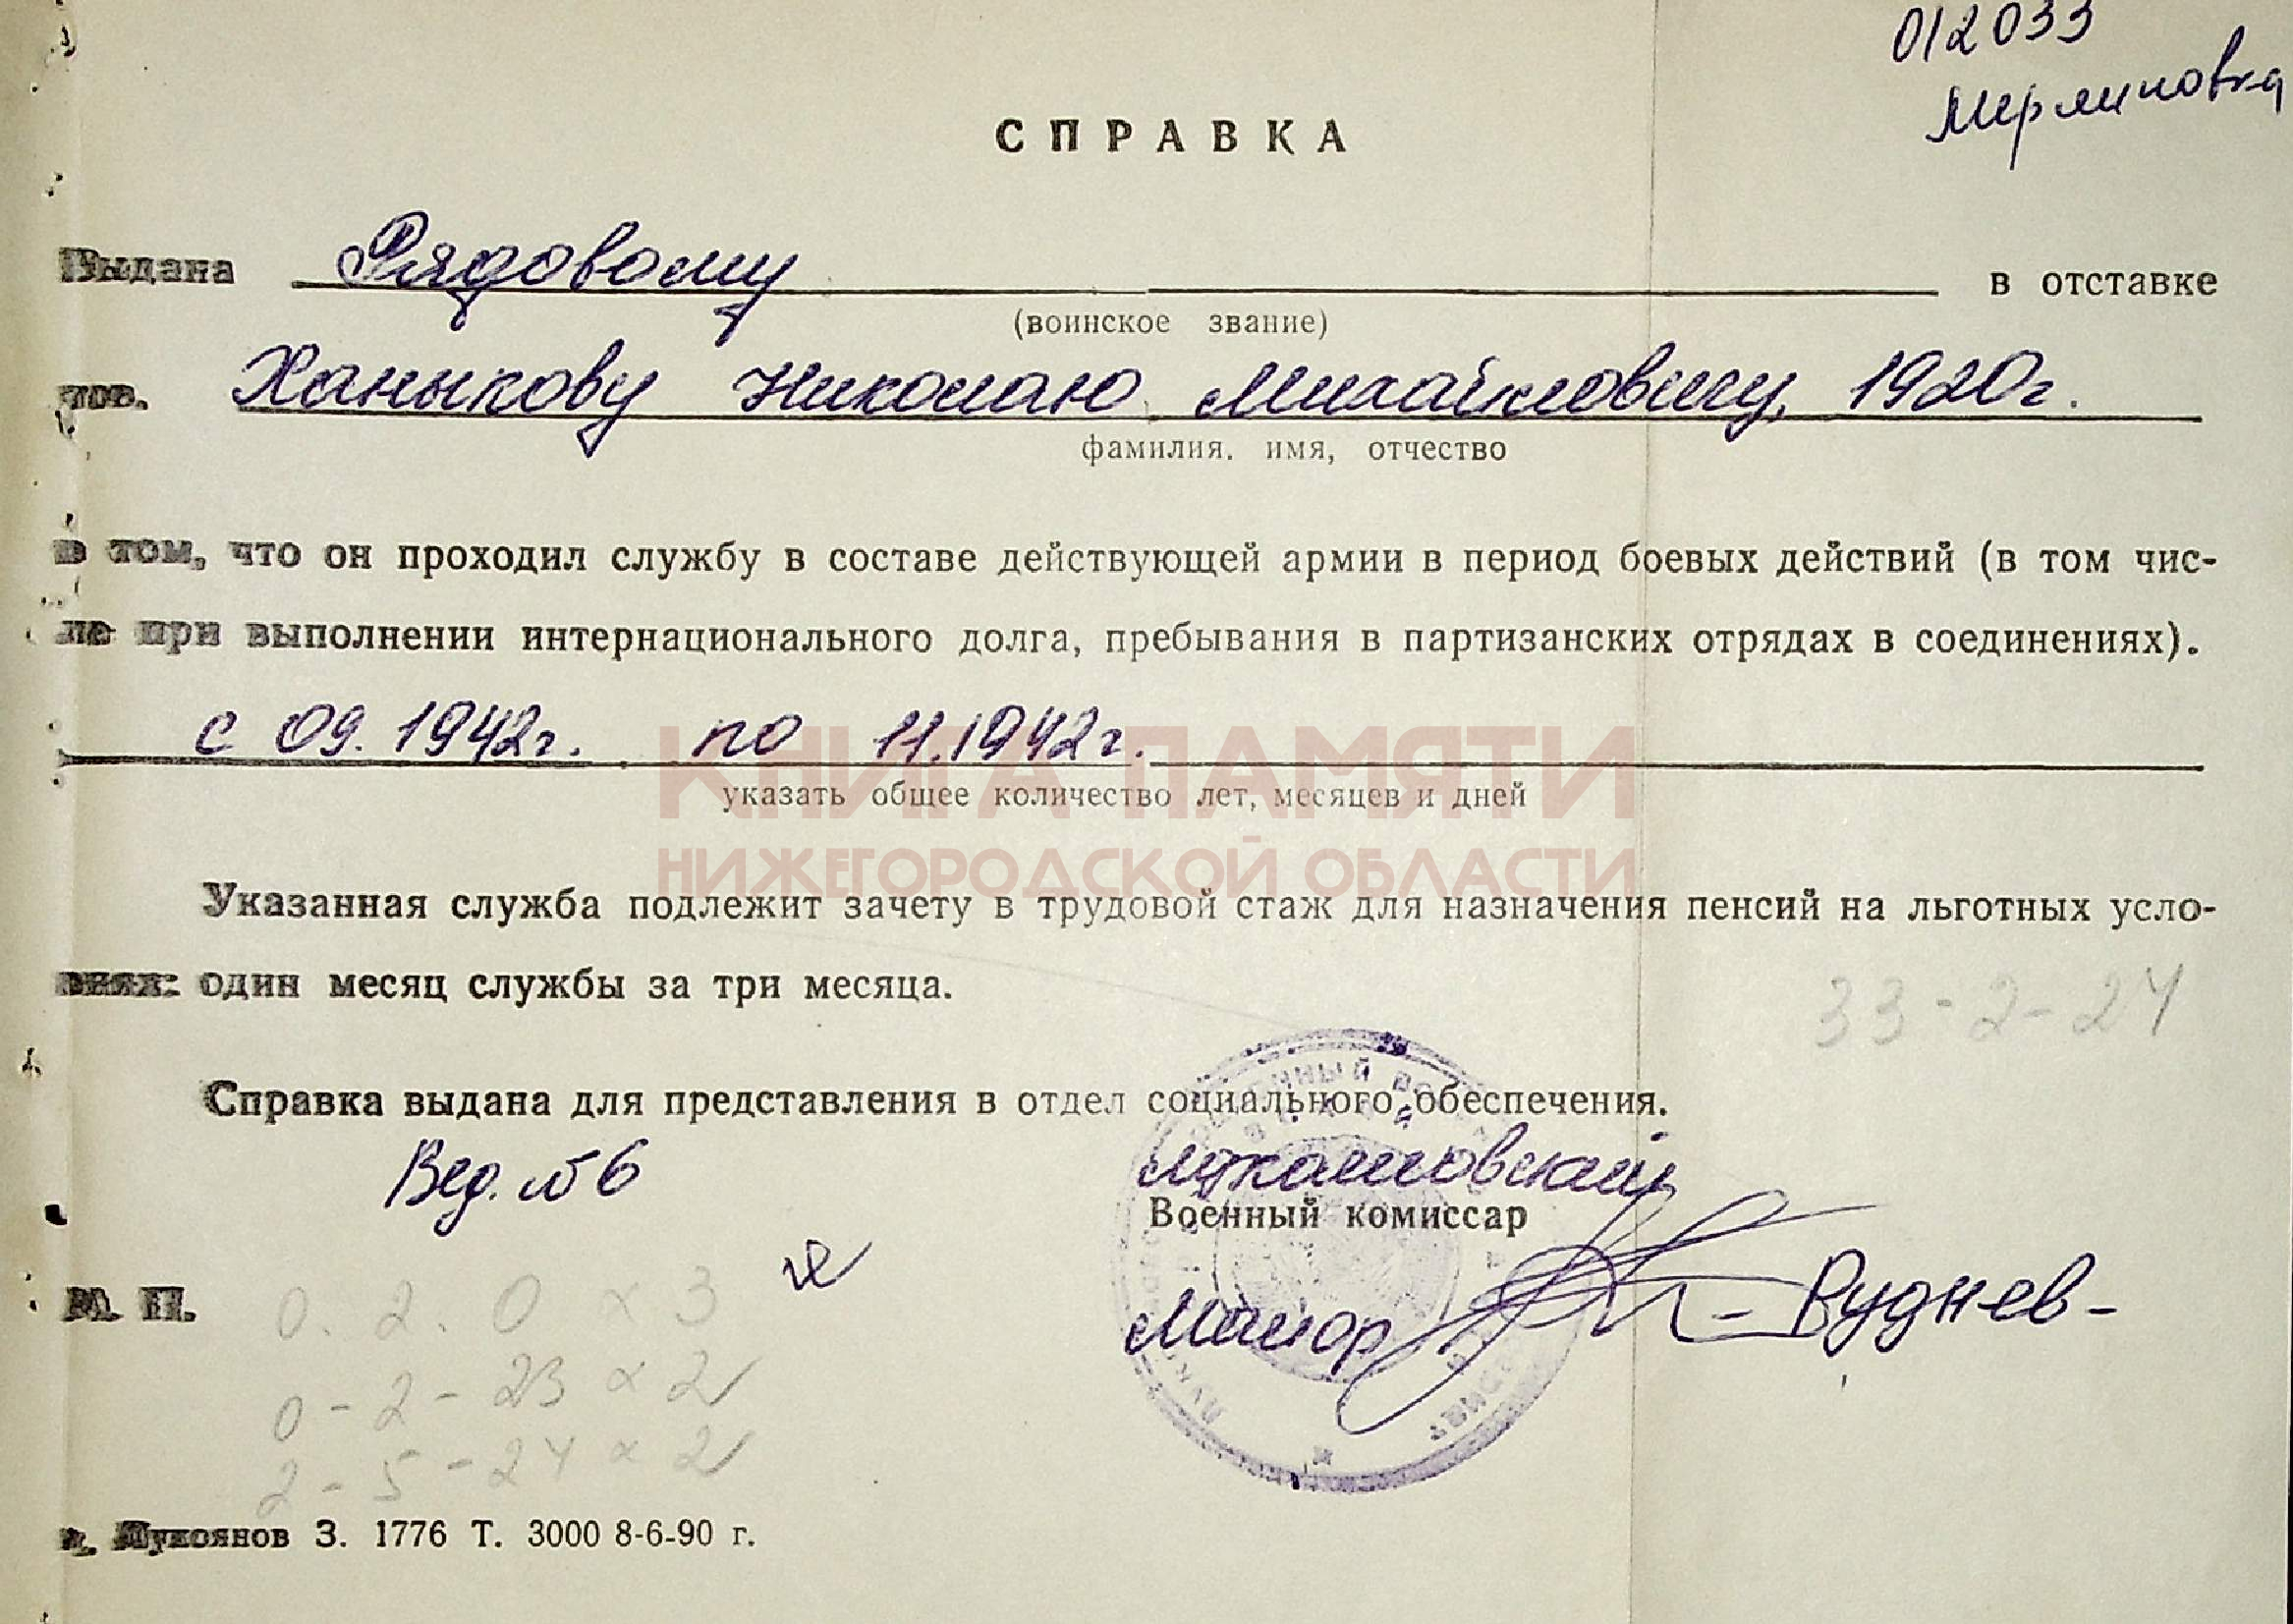 012033
Мерлиновка
СПРАВКА
Выдана Рядовому в отставке
(воинское звание)
тов. Ханыкову Николаю Михайловичу, 1920г.
фамилия, имя, отчество
в том, что он проходил службу в составе действующей армии в период боевых действий (в том чис-
ле при выполнении интернационального долга, пребывания в партизанских отрядах в соединениях).
с 09.1942г. по 11.1942г.
КНИГА ПАМЯТИ
указать общее количество лет, месяцев и дней
НИЖЕГОРОДСКОЙ ОБЛАСТИ
Указанная служба подлежит зачету в трудовой стаж для назначения пенсий на льготных усло-
виях: один месяц службы за три месяца.
33-2-24
Справка выдана для представления в отдел социального обеспечения.
Вед. №6
Военный комиссар
Майор Руднев
М. П.
0. 2. 0 x 3
0-2-23 x 2
2-5-24 x 2
г. Лукоянов З. 1776 Т. 3000 8-6-90 г.